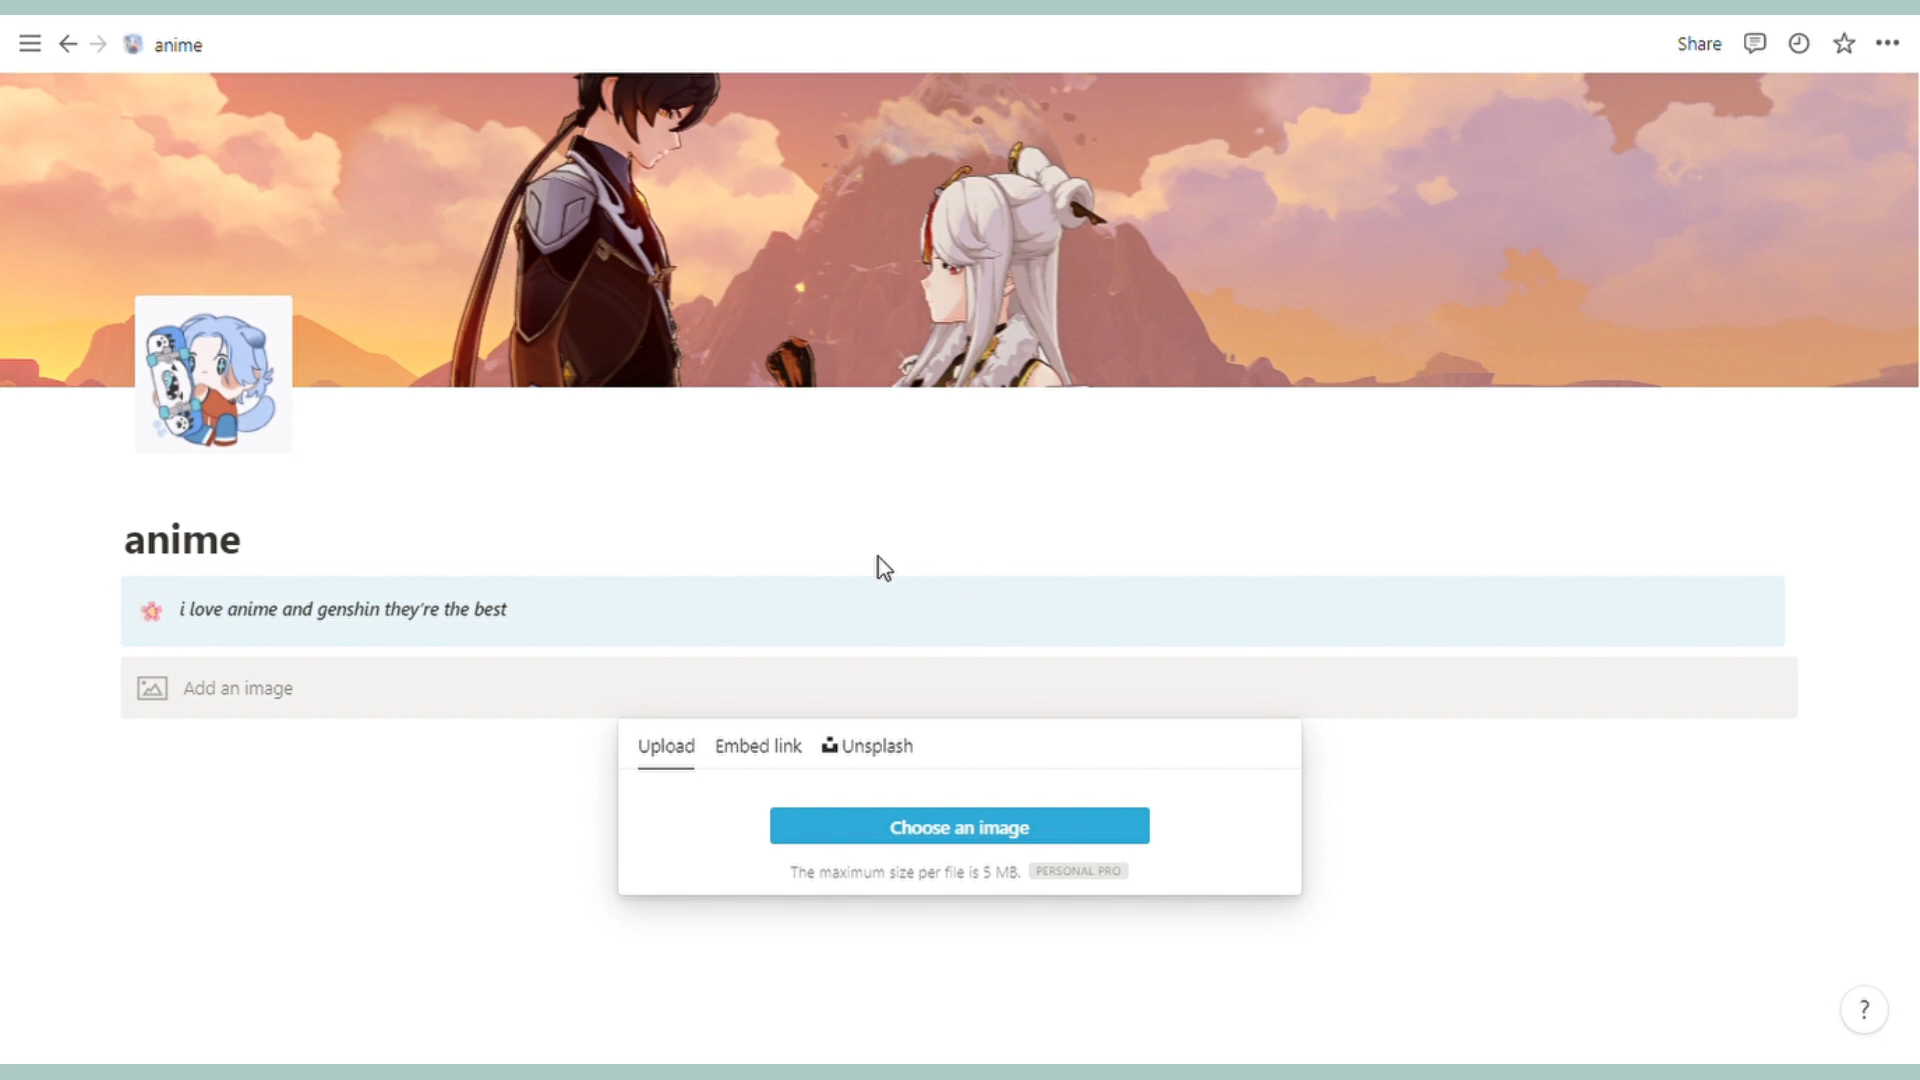 anime
Share
anime
i love anime and genshin they're the best
Add an image
Upload Embed link Unsplash
Choose an image
The maximum size per file is 5 MB. PERSONAL PRO
?